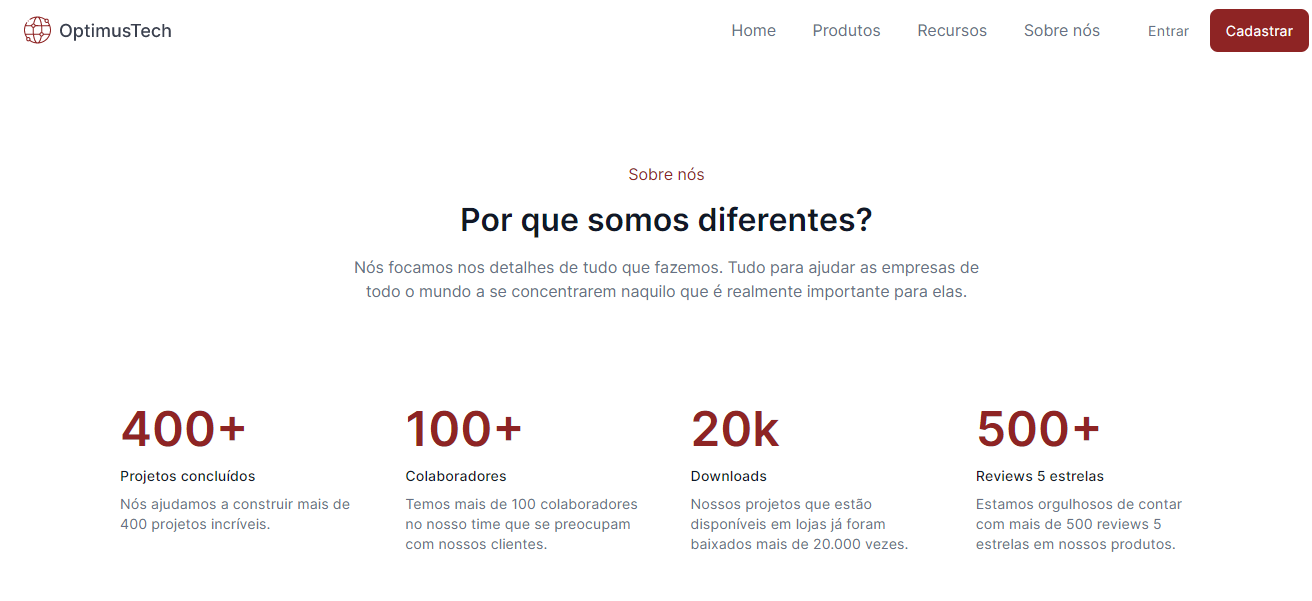 OptimusTech
Home Produtos Recursos Sobre nós Entrar Cadastrar
Sobre nós
Por que somos diferentes?
Nós focamos nos detalhes de tudo que fazemos. Tudo para ajudar as empresas de
todo o mundo a se concentrarem naquilo que é realmente importante para elas.
400+
Projetos concluídos
Nós ajudamos a construir mais de
400 projetos incríveis.
100+
Colaboradores
Temos mais de 100 colaboradores
no nosso time que se preocupam
com nossos clientes.
20k
Downloads
Nossos projetos que estão
disponíveis em lojas já foram
baixados mais de 20.000 vezes.
500+
Reviews 5 estrelas
Estamos orgulhosos de contar
com mais de 500 reviews 5
estrelas em nossos produtos.